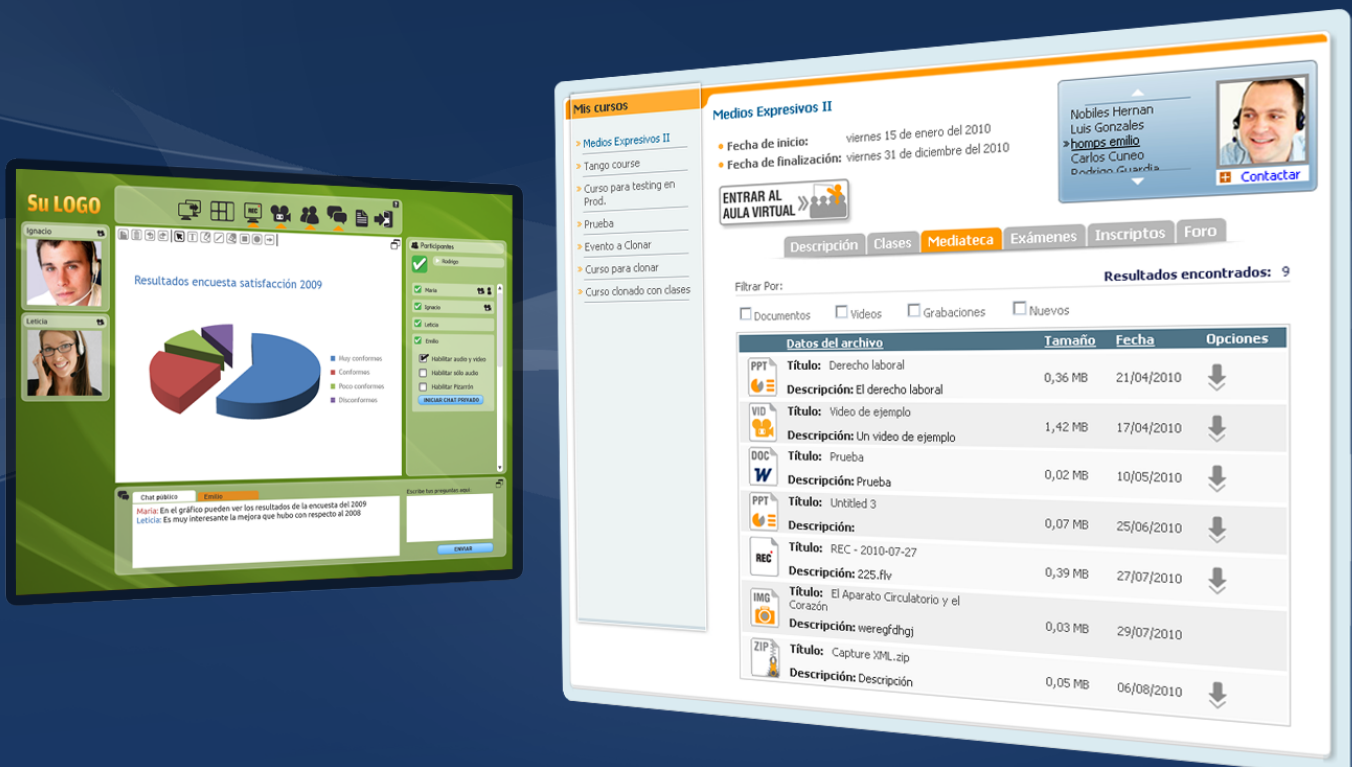 Su LOGO
Ignacio
Leticia
Resultados encuesta satisfacción 2009
Muy conformes
Conformes
Poco conformes
Disconformes
Participantes
Rodrigo
Maria
Ignacio
Leticia
Emilio
Habilitar audio y video
Habilitar sólo audio
Habilitar Pizarrón
INICIAR CHAT PRIVADO
Chat público
Emilio
Maria: En el gráfico pueden ver los resultados de la encuesta del 2009
Leticia: Es muy interesante la mejora que hubo con respecto al 2008
Escribe tus preguntas aquí
ENVIAR
Mis cursos
Medios Expresivos II
Tango course
Curso para testing en
Prod.
Prueba
Evento a Clonar
Curso para clonar
Curso clonado con clases
Medios Expresivos II
Fecha de inicio: viernes 15 de enero del 2010
Fecha de finalización: viernes 31 de diciembre del 2010
ENTRAR AL
AULA VIRTUAL
Nobiles Hernan
Luis Gonzales
homps emilio
Carlos Cuneo
Rodrigo Guardia
Contactar
Descripción Clases Mediateca Exámenes Inscriptos Foro
Resultados encontrados: 9
Filtrar Por:
Documentos Videos Grabaciones Nuevos
Datos del archivo Tamaño Fecha Opciones
PPT
Título: Derecho laboral
Descripción: El derecho laboral
0,36 MB 21/04/2010
VID
Título: Video de ejemplo
Descripción: Un video de ejemplo
1,42 MB 17/04/2010
DOC
W
Título: Prueba
Descripción: Prueba
0,02 MB 10/05/2010
PPT
Título: Untitled 3
Descripción:
0,07 MB 25/06/2010
REC
Título: REC - 2010-07-27
Descripción: 225.flv
0,39 MB 27/07/2010
IMG
Título: El Aparato Circulatorio y el
Corazón
Descripción: weregfdhgj
0,03 MB 29/07/2010
ZIP
Título: Capture XML.zip
Descripción: Descripción
0,05 MB 06/08/2010